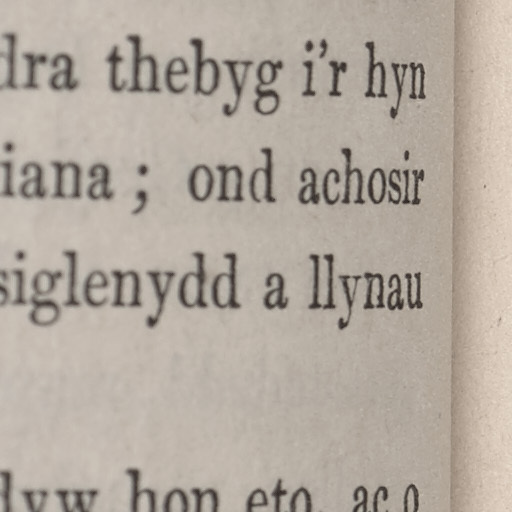 dra thebyg i'r hyn
iana ; ond achosir
siglenydd a llynau
dyw hon eto, ac o